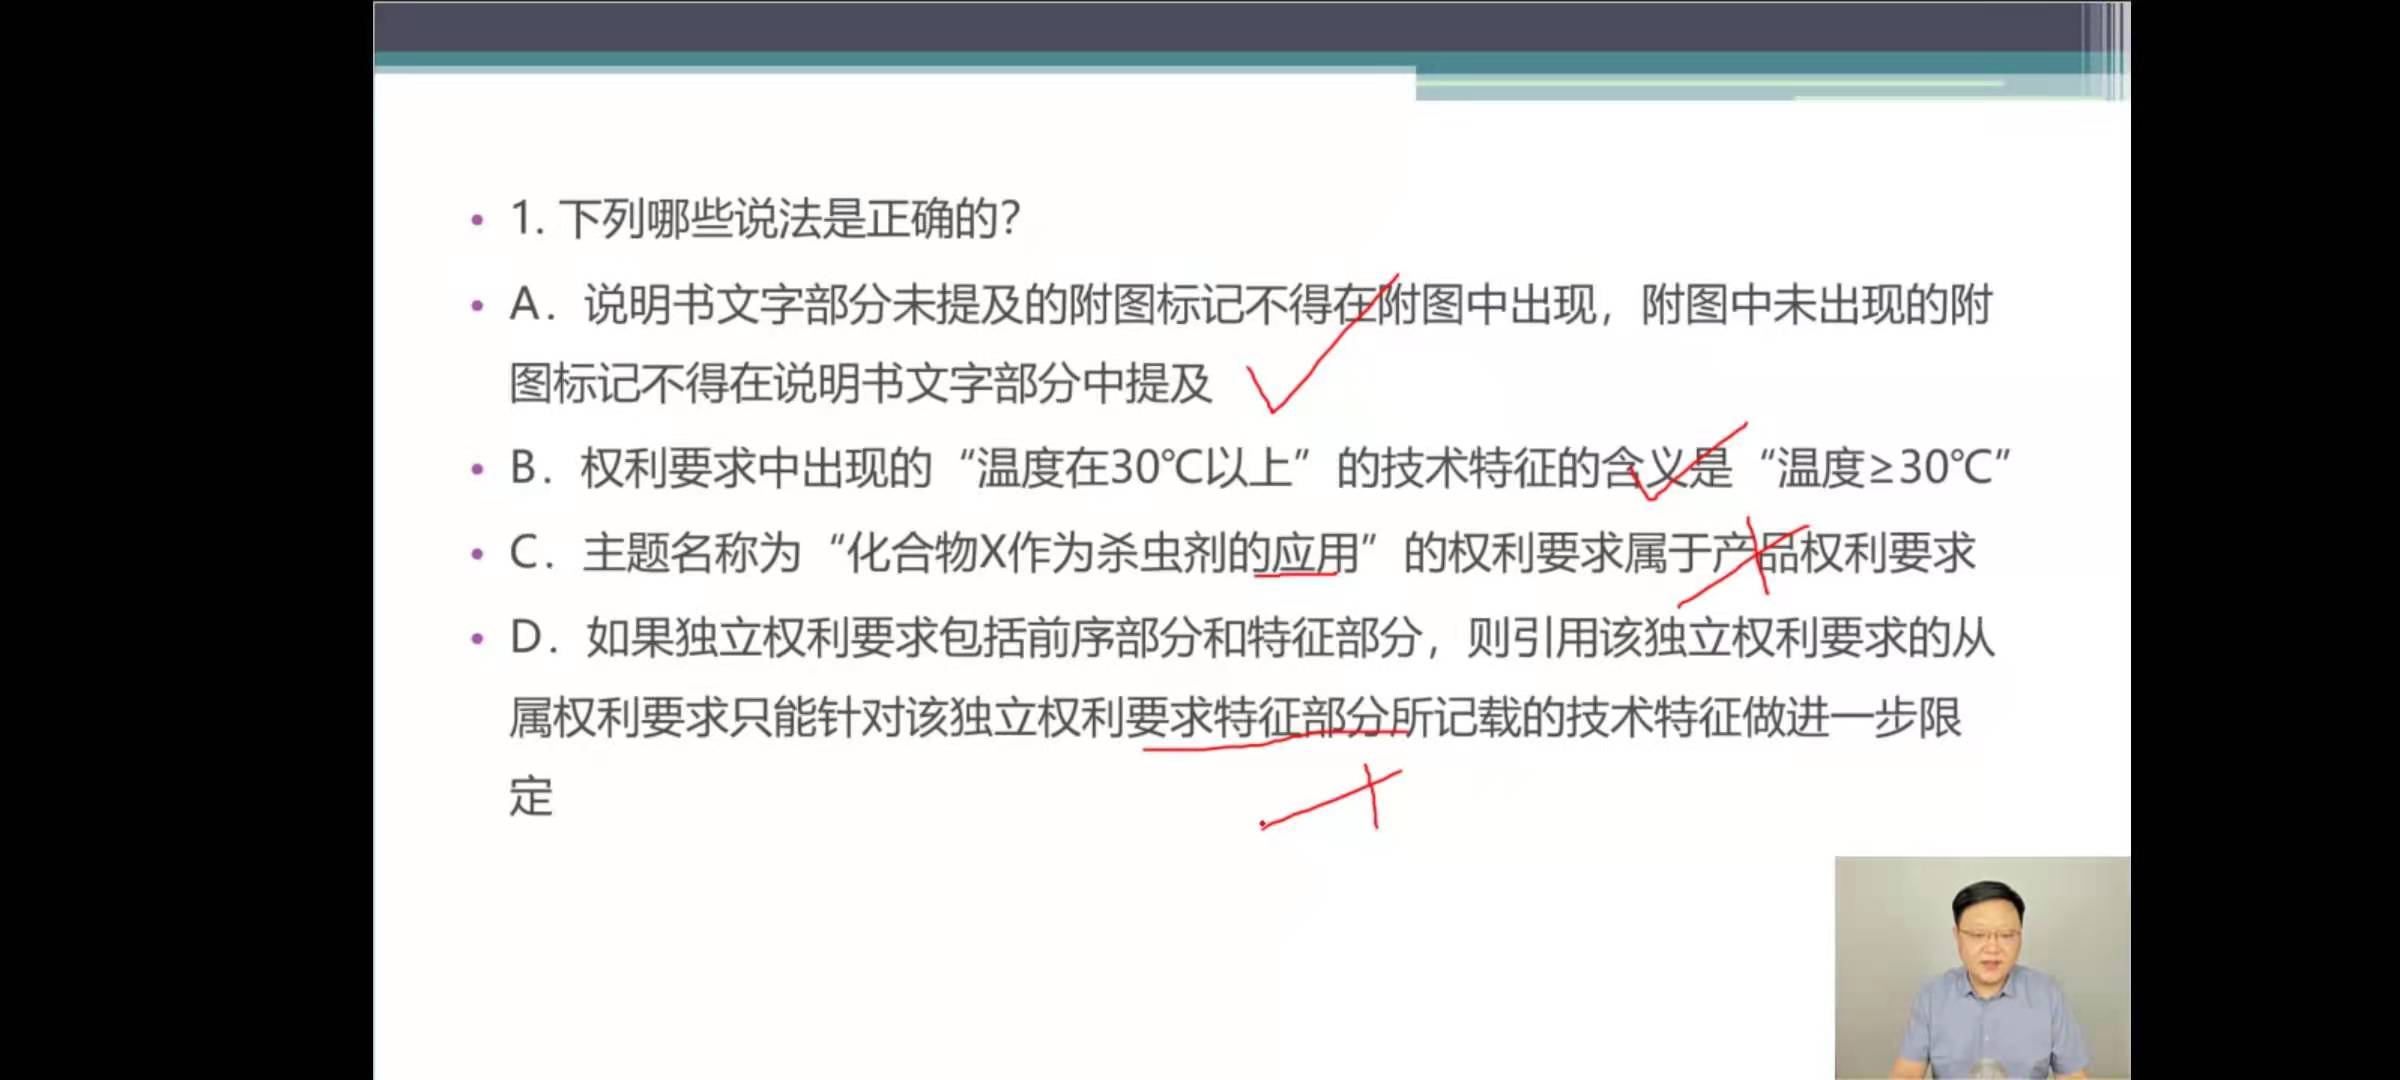 • 1. 下列哪些说法是正确的？
• A．说明书文字部分未提及的附图标记不得在附图中出现，附图中未出现的附
图标记不得在说明书文字部分中提及
• B．权利要求中出现的“温度在30℃以上”的技术特征的含义是“温度≥30℃”
• C．主题名称为“化合物X作为杀虫剂的应用”的权利要求属于产品权利要求
• D．如果独立权利要求包括前序部分和特征部分，则引用该独立权利要求的从
属权利要求只能针对该独立权利要求特征部分所记载的技术特征做进一步限
定